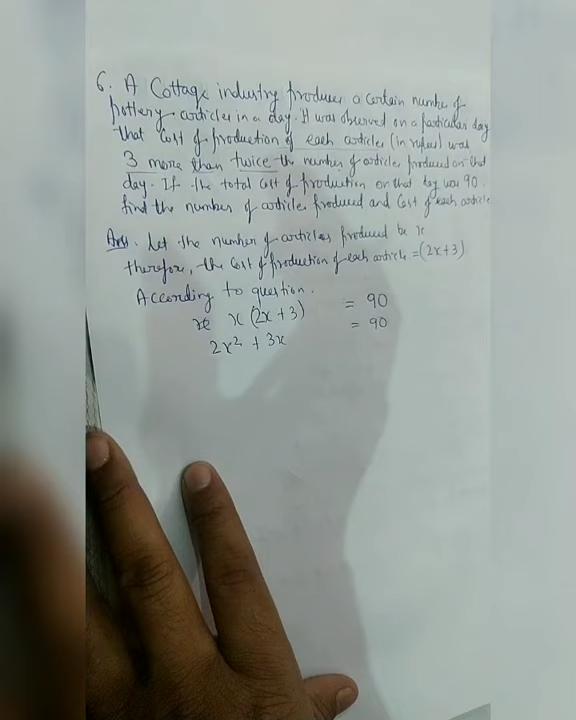 6. A Cottage industry produces a certain number of
pottery articles in a day. It was observed on a particular day
that cost of production of each articles (in rupees) was
3 more than twice the number of articles produced on that
day. If the total cost of production on that day was 90.
find the number of articles produced and cost of each article
Ans. Let the number of articles produced be x
therefore, the cost of production of each article = (2x+3)
According to question.
x (2x+3) = 90
2x² + 3x = 90